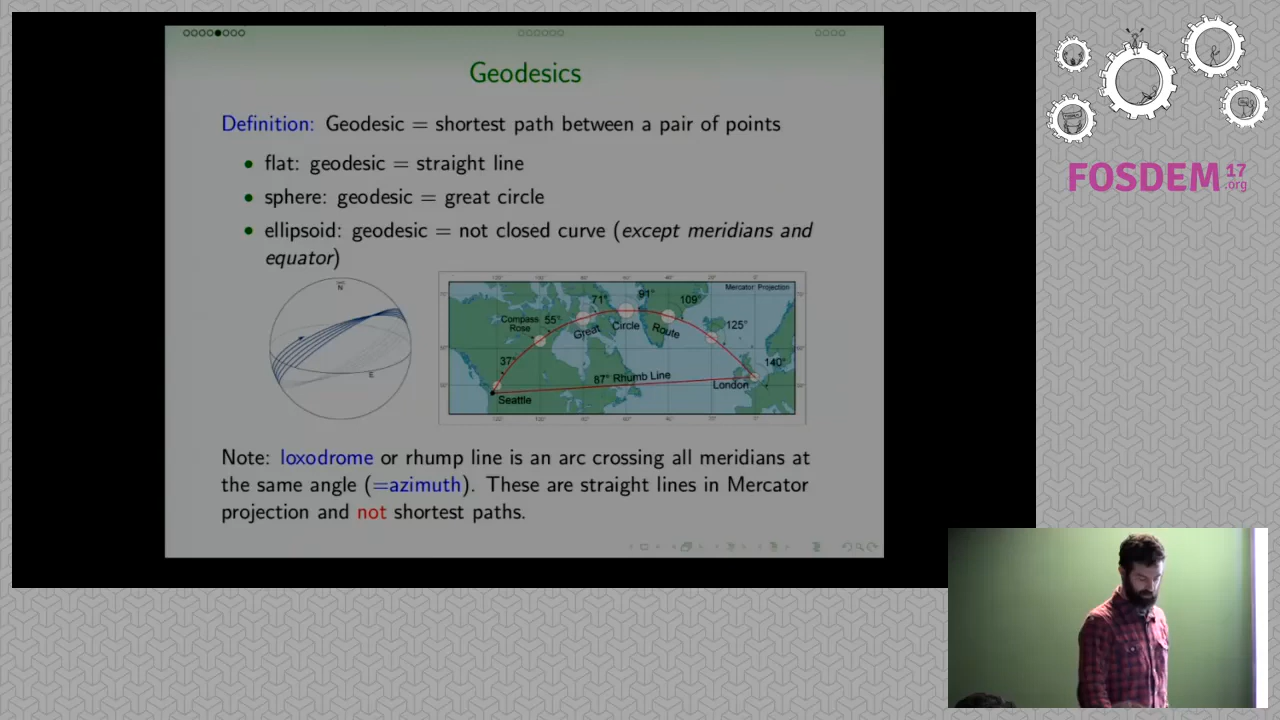 Geodesics
Definition: Geodesic = shortest path between a pair of points
flat: geodesic = straight line
sphere: geodesic = great circle
ellipsoid: geodesic = not closed curve (except meridians and
equator)
N
E
Mercator Projection
Compass
Rose
37°
55°
71°
91°
109°
125°
140°
Great Circle Route
87° Rhumb Line
Seattle
London
Note: loxodrome or rhump line is an arc crossing all meridians at
the same angle (=azimuth). These are straight lines in Mercator
projection and not shortest paths.
FOSDEM 17
.org